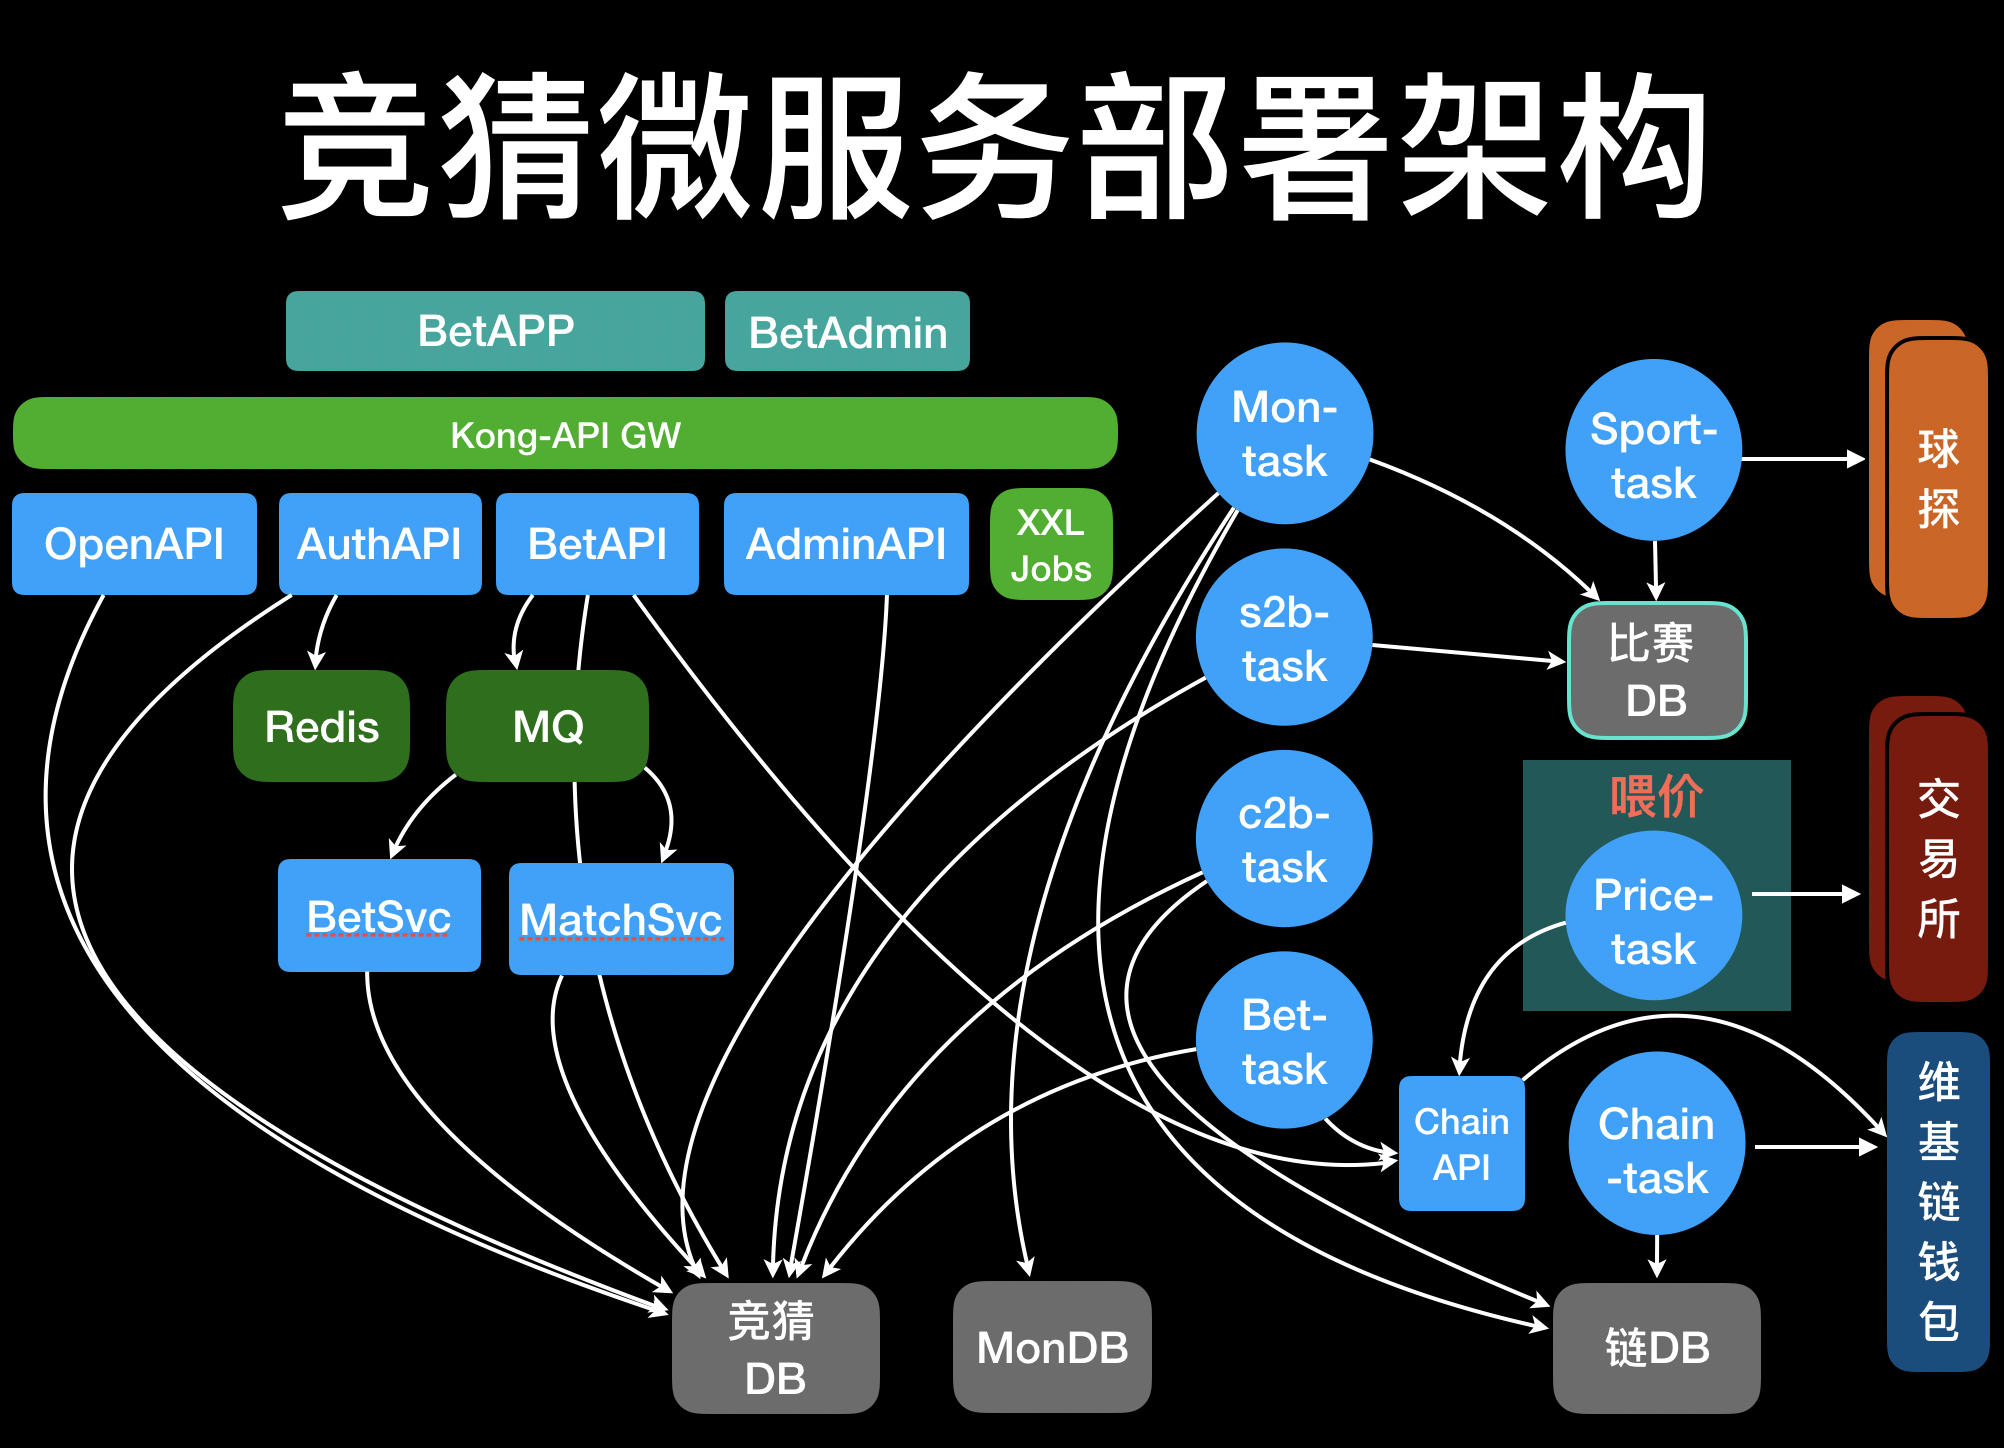 竞猜微服务部署架构
BetAPP
BetAdmin
Kong-API GW
OpenAPI
AuthAPI
BetAPI
AdminAPI
XXL
Jobs
Redis
MQ
BetSvc
MatchSvc
Mon-
task
s2b-
task
c2b-
task
Bet-
task
Sport-
task
比赛
DB
喂价
Price-
task
Chain
API
Chain
-task
球
探
交
易
所
维
基
链
钱
包
竞猜
DB
MonDB
链DB